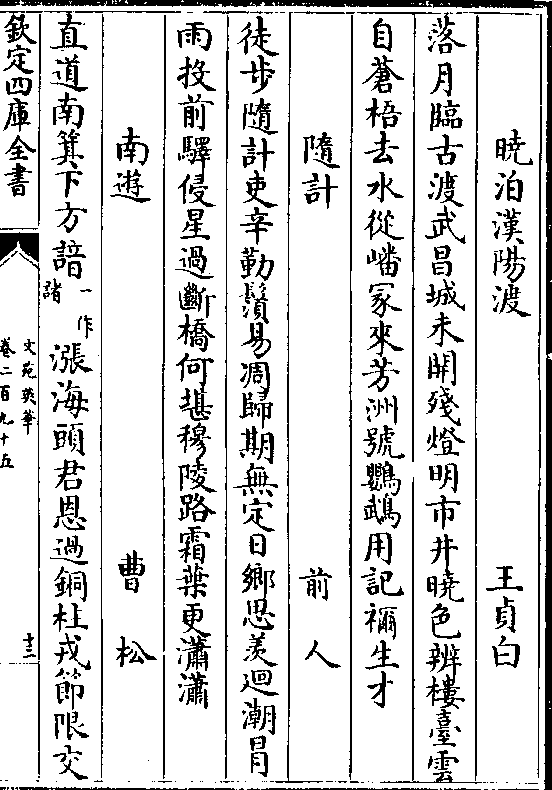 曉泊漢陽渡 王貞白
落月臨古渡武昌城未開殘燈明市井曉色辨樓臺雲
自蒼梧去水從嶓冢來芳洲號鸚鵡用記禰生才
隨計 前人
徒步隨計吏辛勤鬚易凋歸期無定日鄉思羨迴潮冒
雨投前驛侵星過斷橋何堪穆陵路霜葉更瀟瀟
南遊 曹松
直道南箕下方諳一作諸漲海頭君恩過銅柱戎節限交
欽定四庫全書
文苑英華
卷二百九十五
十三